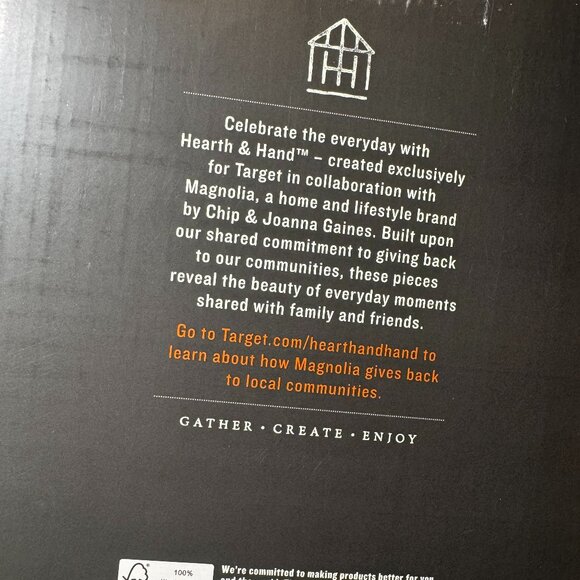 Celebrate the everyday with
Hearth & Hand™ – created exclusively
for Target in collaboration with
Magnolia, a home and lifestyle brand
by Chip & Joanna Gaines. Built upon
our shared commitment to giving back
to our communities, these pieces
reveal the beauty of everyday moments
shared with family and friends.
Go to Target.com/hearthandhand to
learn about how Magnolia gives back
to local communities.
GATHER • CREATE • ENJOY
100%
We're committed to making products better for you